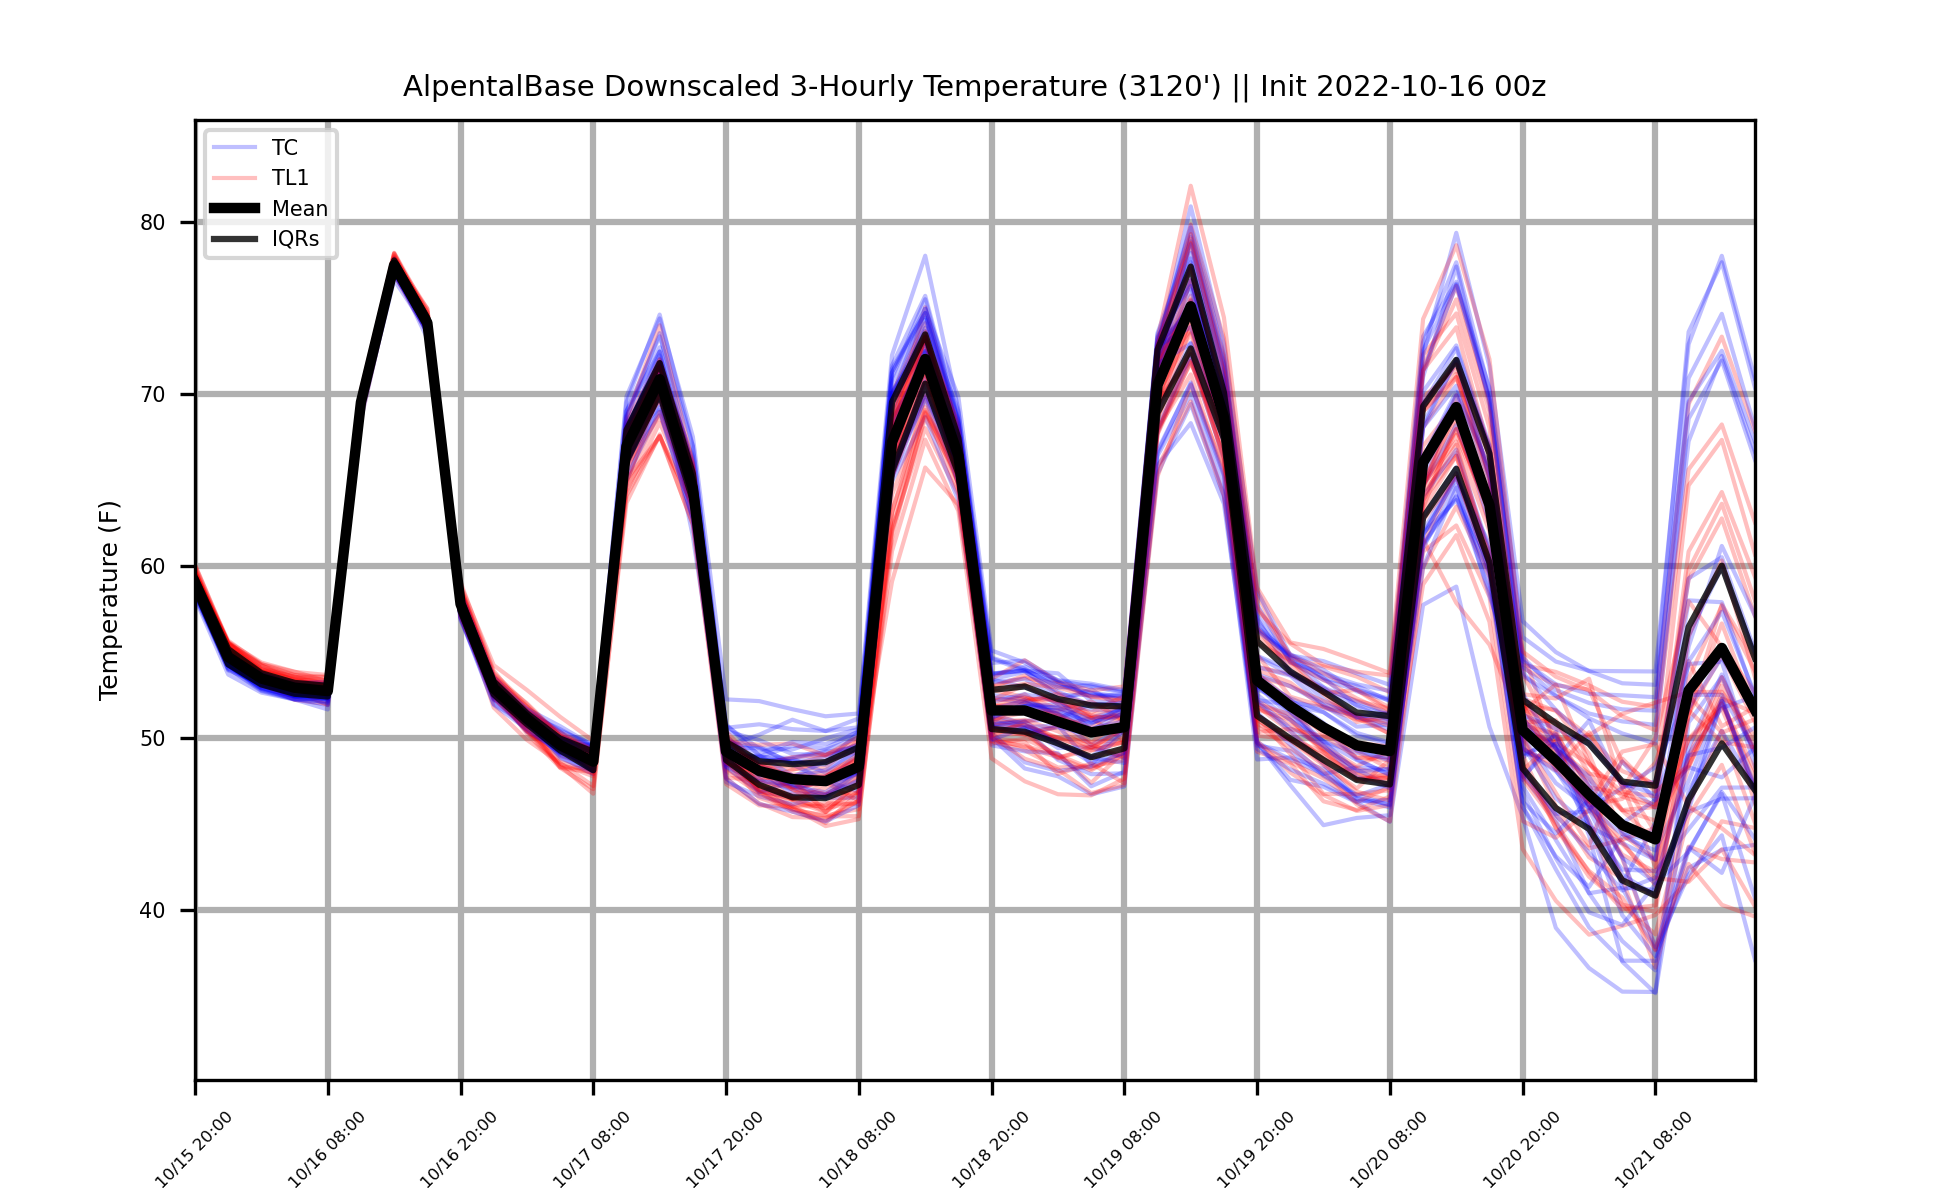 AlpentalBase Downscaled 3-Hourly Temperature (3120') || Init 2022-10-16 00z
TC
TL1
Mean
IQRs
Temperature (F)
80
70
60
50
40
10/15 20:00
10/16 08:00
10/16 20:00
10/17 08:00
10/17 20:00
10/18 08:00
10/18 20:00
10/19 08:00
10/19 20:00
10/20 08:00
10/20 20:00
10/21 08:00